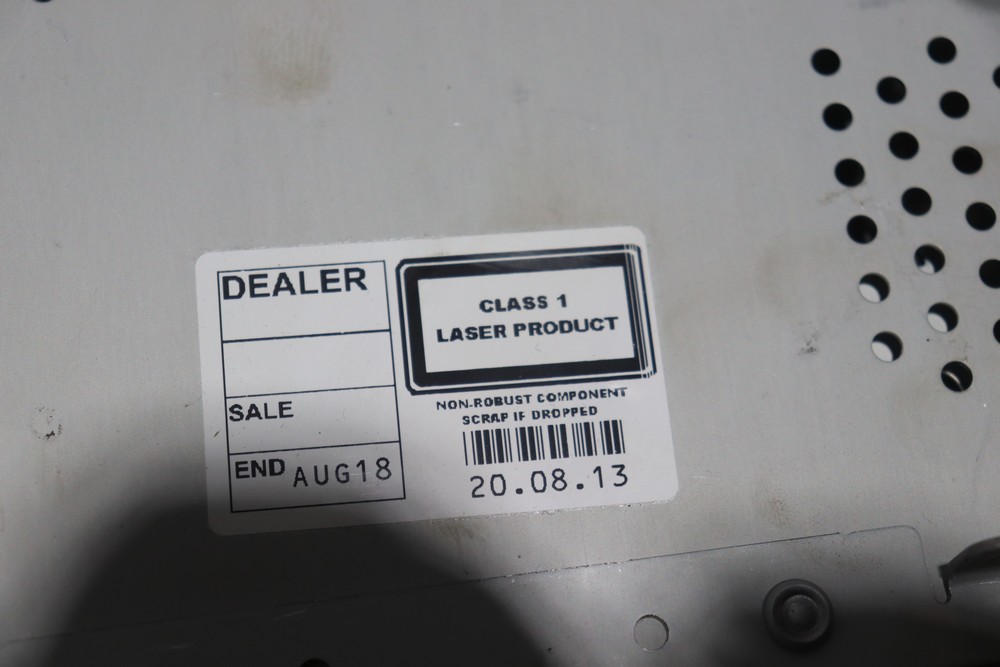 DEALER
SALE
END AUG18
CLASS 1
LASER PRODUCT
NON-ROBUST COMPONENT
SCRAP IF DROPPED
20.08.13